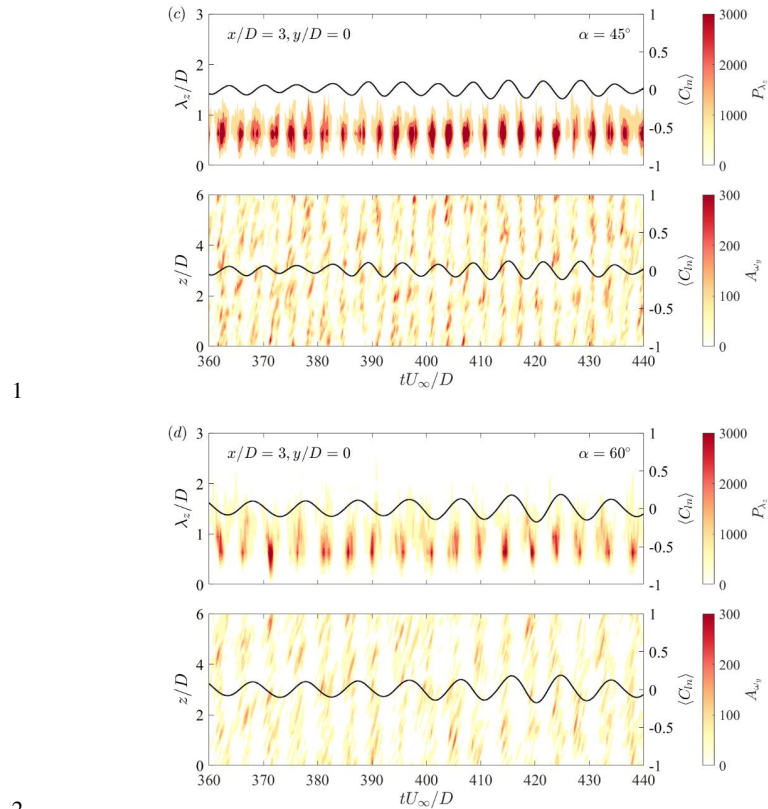 (c)
x/D = 3, y/D = 0
α = 45°
λz/D
3
2
1
0
1
0.5
0
-0.5
-1
⟨Cln⟩
3000
2000
1000
0
Pλz
z/D
6
4
2
0
1
0.5
0
-0.5
-1
⟨Cln⟩
300
200
100
0
Aωy
360 370 380 390 400 410 420 430 440
tU∞/D
1
(d)
x/D = 3, y/D = 0
α = 60°
λz/D
3
2
1
0
1
0.5
0
-0.5
-1
⟨Cln⟩
3000
2000
1000
0
Pλz
z/D
6
4
2
0
1
0.5
0
-0.5
-1
⟨Cln⟩
300
200
100
0
Aωy
360 370 380 390 400 410 420 430 440
tU∞/D